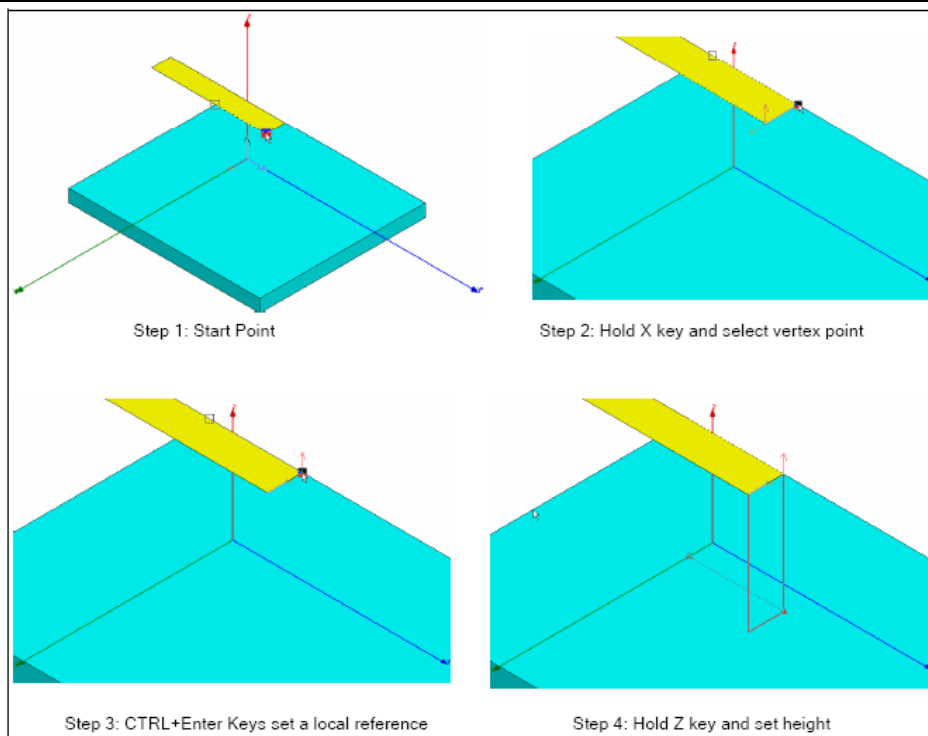 Step 1: Start Point
Step 2: Hold X key and select vertex point
Step 3: CTRL+Enter Keys set a local reference
Step 4: Hold Z key and set height